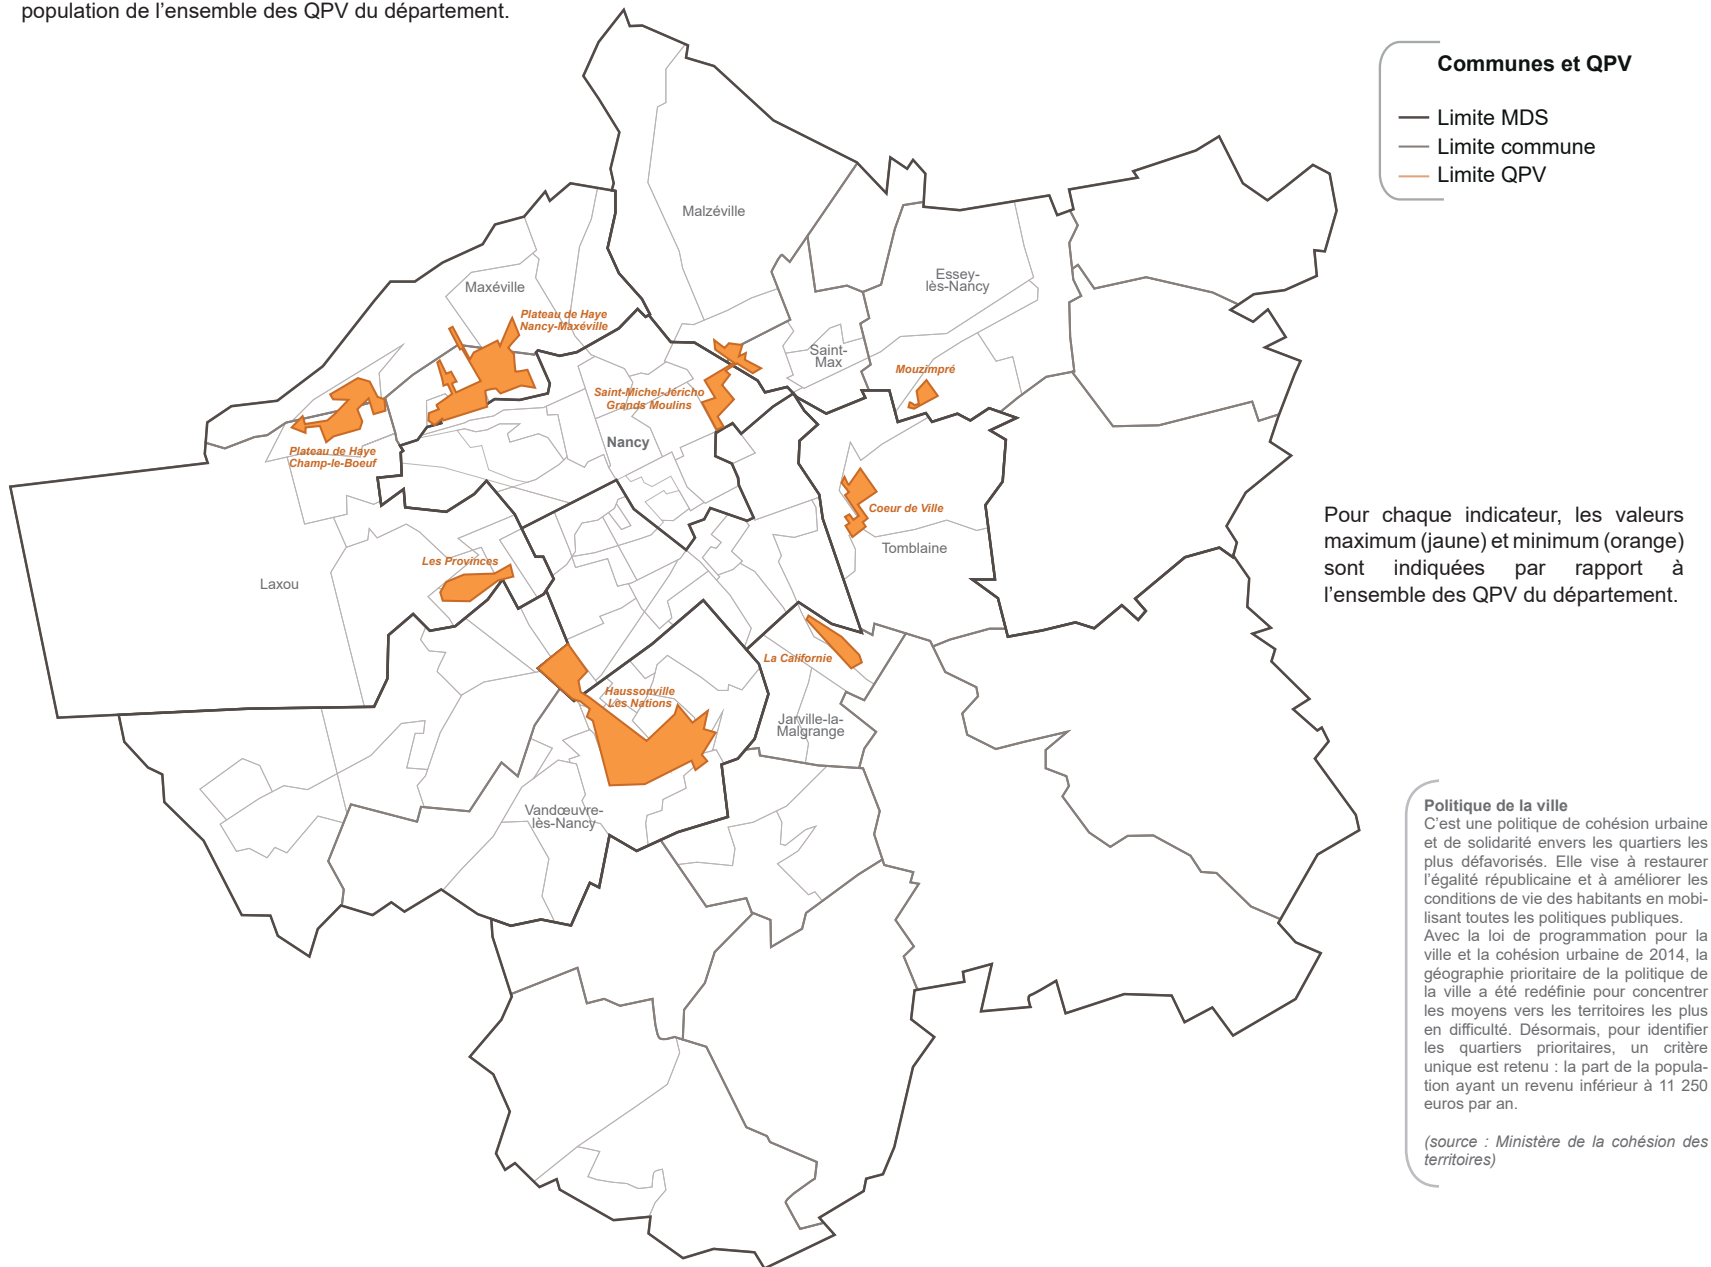 population de l’ensemble des QPV du département.
Communes et QPV
Limite MDS
Limite commune
Limite QPV
Malzéville
Essey-
lès-Nancy
Maxéville
Plateau de Haye
Nancy-Maxéville
Saint-
Max
Mouzimpré
Saint-Michel-Jéricho
Grands Moulins
Nancy
Plateau de Haye
Champ-le-Boeuf
Coeur de Ville
Tomblaine
Les Provinces
Laxou
La Californie
Haussonville
Les Nations
Jarville-la-
Malgrange
Vandœuvre-
lès-Nancy
Pour chaque indicateur, les valeurs
maximum (jaune) et minimum (orange)
sont indiquées par rapport à
l’ensemble des QPV du département.
Politique de la ville
C’est une politique de cohésion urbaine
et de solidarité envers les quartiers les
plus défavorisés. Elle vise à restaurer
l’égalité républicaine et à améliorer les
conditions de vie des habitants en mobi-
lisant toutes les politiques publiques.
Avec la loi de programmation pour la
ville et la cohésion urbaine de 2014, la
géographie prioritaire de la politique de
la ville a été redéfinie pour concentrer
les moyens vers les territoires les plus
en difficulté. Désormais, pour identifier
les quartiers prioritaires, un critère
unique est retenu : la part de la popula-
tion ayant un revenu inférieur à 11 250
euros par an.
(source : Ministère de la cohésion des
territoires)